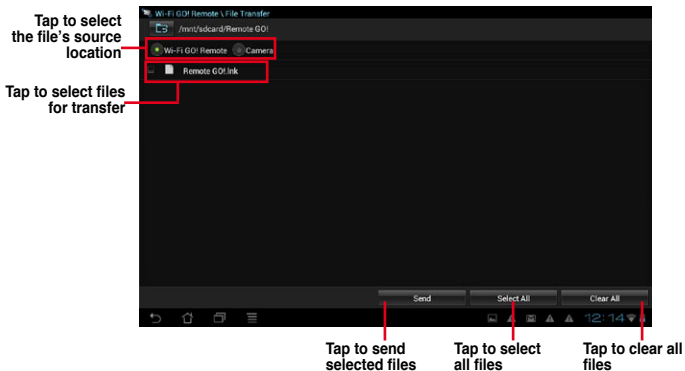 Tap to select
the file's source
location
Tap to select files
for transfer
Wi-Fi GO! Remote \ File Transfer
/mnt/sdcard/Remote GO!
Wi-Fi GO! Remote Camera
Remote GO!.lnk
Send Select All Clear All
12:14
Tap to send
selected files
Tap to select
all files
Tap to clear all
files